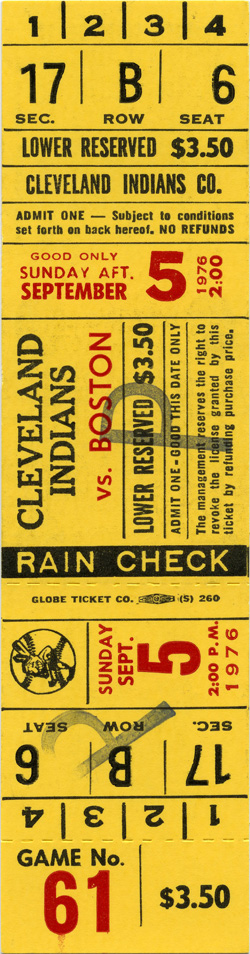 1 2 3 4
17 B 6
SEC. ROW SEAT
LOWER RESERVED $3.50
CLEVELAND INDIANS CO.
ADMIT ONE — Subject to conditions
set forth on back hereof. NO REFUNDS
GOOD ONLY
SUNDAY AFT.
SEPTEMBER
5
1976
2:00
CLEVELAND
INDIANS
vs. BOSTON
LOWER RESERVED $3.50
ADMIT ONE-GOOD THIS DATE ONLY
The management reserves the right to
revoke the license granted by this
ticket by refunding purchase price.
R
RAIN CHECK
GLOBE TICKET CO. (5) 260
SUNDAY
SEPT.
5
2:00 P.M.
1976
SEC. ROW SEAT
17 B 6
R
1 2 3 4
GAME No.
61
$3.50